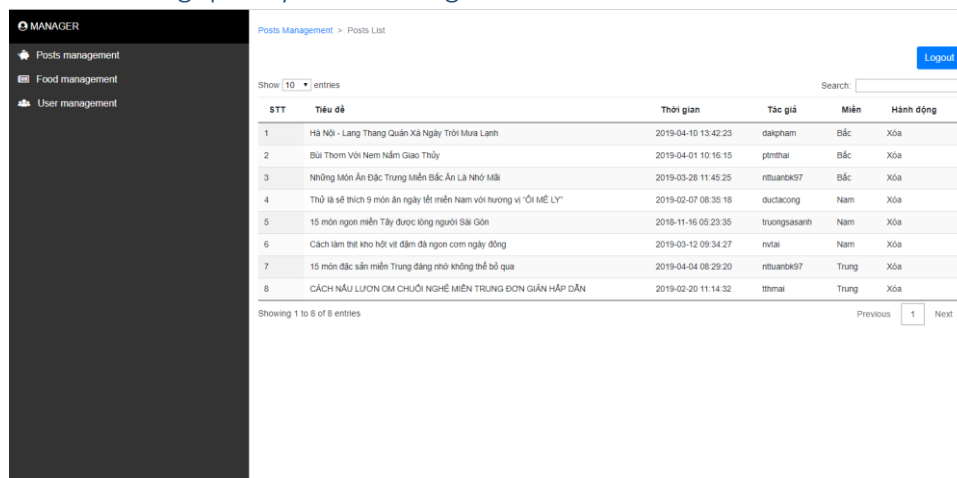 MANAGER
Posts management
Food management
User management
Posts Management > Posts List
Logout
Show 10 entries
Search:
STT Tiêu đề Thời gian Tác giả Miền Hành động
1 Hà Nội - Lang Thang Quán Xá Ngày Trời Mưa Lạnh 2019-04-10 13:42:23 dakpham Bắc Xóa
2 Bùi Thơm Với Nem Nắm Giao Thủy 2019-04-01 10:16:15 ptmthai Bắc Xóa
3 Những Món Ăn Đặc Trưng Miền Bắc Ăn Là Nhớ Mãi 2019-03-28 11:45:25 nttuanbk97 Bắc Xóa
4 Thử là sẽ thích 9 món ăn ngày tết miền Nam với hương vị "ÔI MÊ LY" 2019-02-07 08:35:18 ductacong Nam Xóa
5 15 món ngon miền Tây được lòng người Sài Gòn 2018-11-16 05:23:35 truongsasanh Nam Xóa
6 Cách làm thịt kho hột vịt đậm đà ngon cơm ngày đông 2019-03-12 09:34:27 nvtai Nam Xóa
7 15 món đặc sản miền Trung đáng nhớ không thể bỏ qua 2019-04-04 08:29:20 nttuanbk97 Trung Xóa
8 CÁCH NẤU LƯƠN OM CHUỐI NGHỆ MIỀN TRUNG ĐƠN GIẢN HẤP DẪN 2019-02-20 11:14:32 tthmai Trung Xóa
Showing 1 to 8 of 8 entries
Previous 1 Next